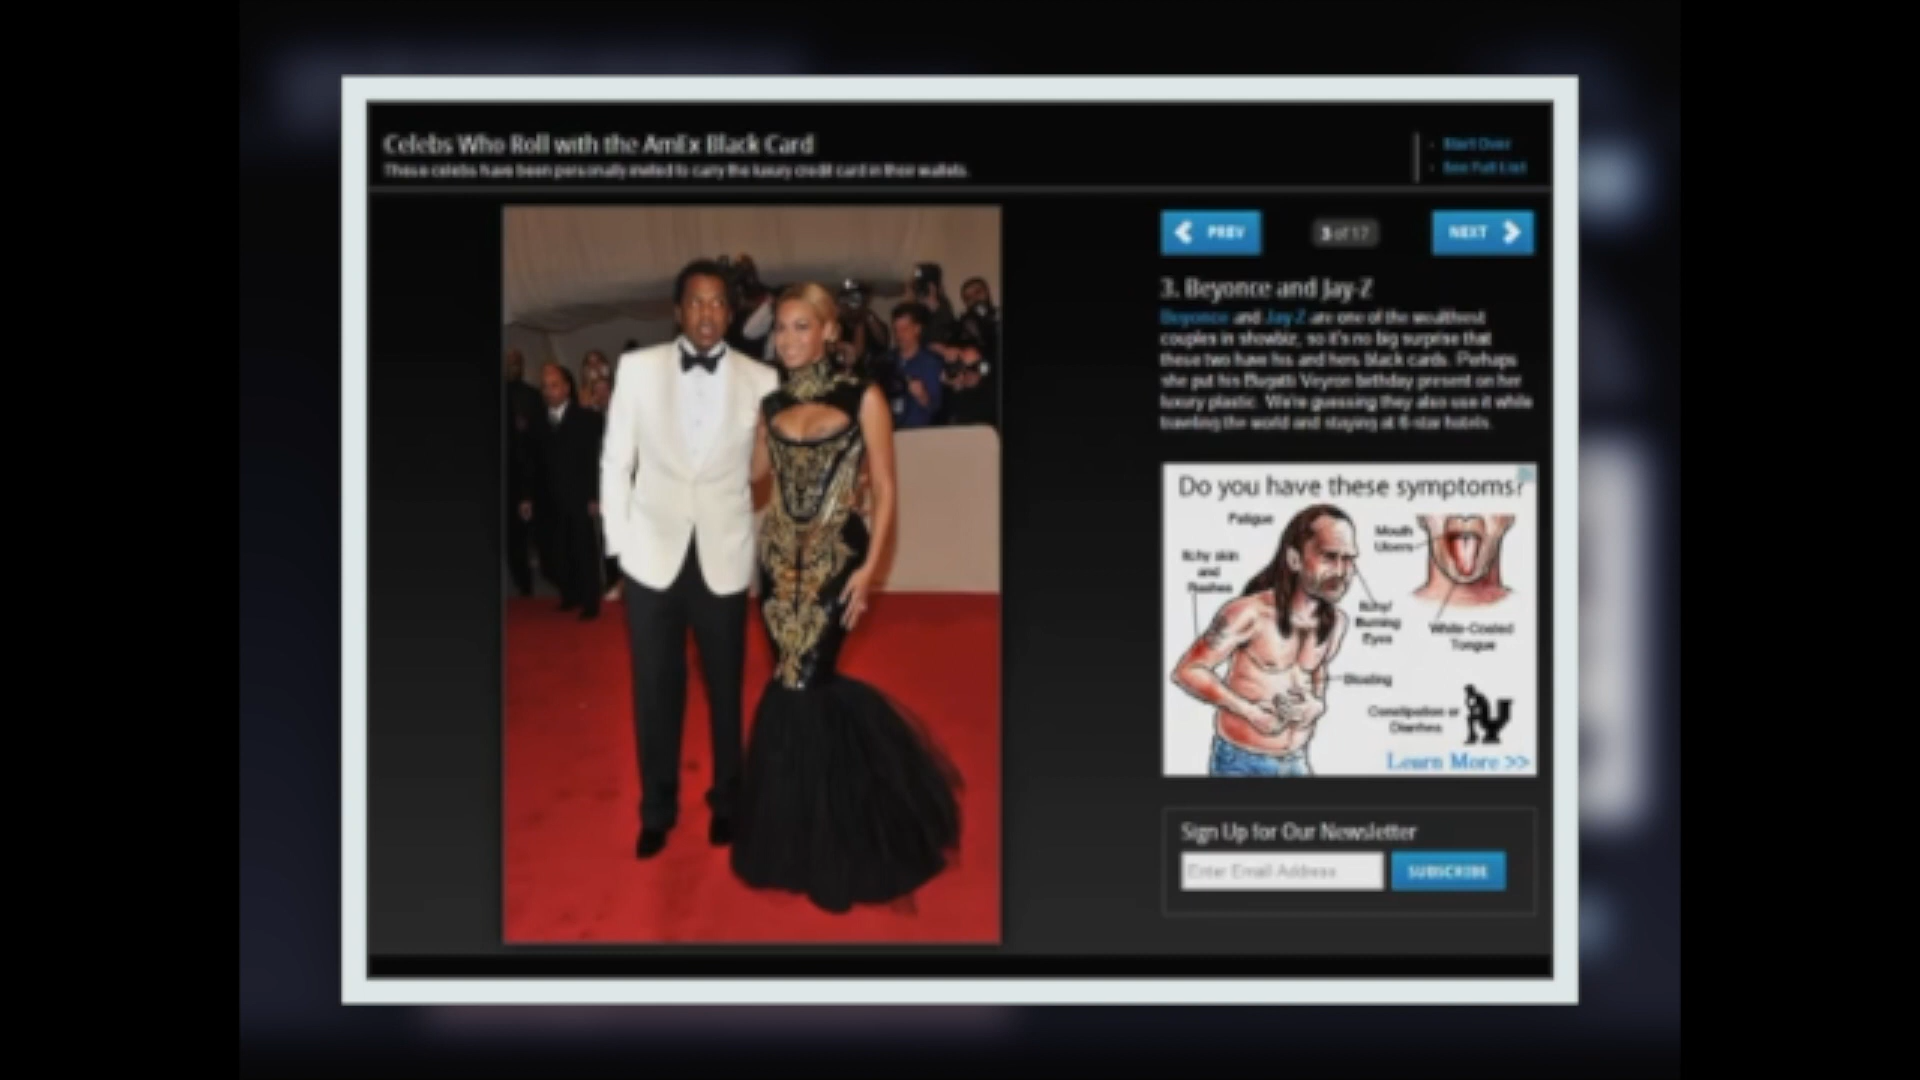 Celebs Who Roll with the AmEx Black Card
These celebs have been personally invited to carry the luxury credit card in their wallets.
Start Over
See Full List
PREV
3 of 17
NEXT
3. Beyonce and Jay-Z
Beyonce and Jay-Z are one of the wealthiest
couples in showbiz, so it's no big surprise that
these two have his and hers black cards. Perhaps
she put his Bugatti Veyron birthday present on her
luxury plastic. We're guessing they also use it while
traveling the world and staying at 6-star hotels.
Do you have these symptoms?
Fatigue
Mouth
Ulcers
Itchy skin
and
Rashes
Itchy/
Burning
Eyes
White-Coated
Tongue
Bloating
Constipation or
Diarrhea
Learn More >>
Sign Up for Our Newsletter
Enter Email Address
SUBSCRIBE